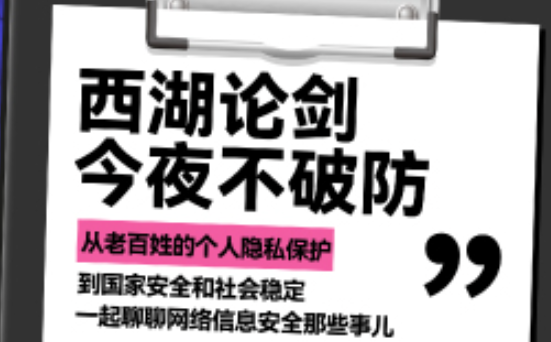 西湖论剑
今夜不破防
从老百姓的个人隐私保护
到国家安全和社会稳定
一起聊聊网络信息安全那些事儿
”